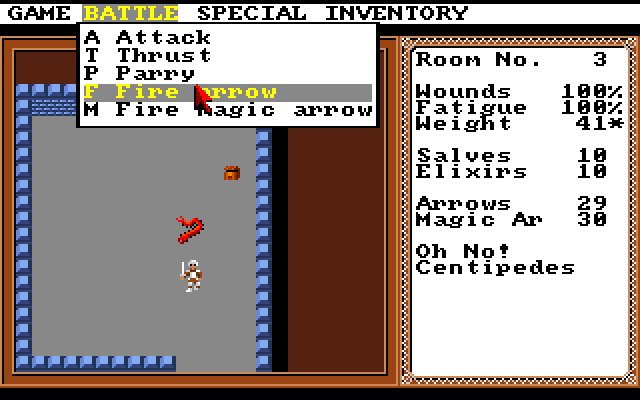 GAME BATTLE SPECIAL INVENTORY
A Attack
T Thrust
P Parry
F Fire arrow
M Fire Magic arrow
Room No. 3
Wounds 100%
Fatigue 100%
Weight 41*
Salves 10
Elixirs 10
Arrows 29
Magic Ar 30
Oh No!
Centipedes